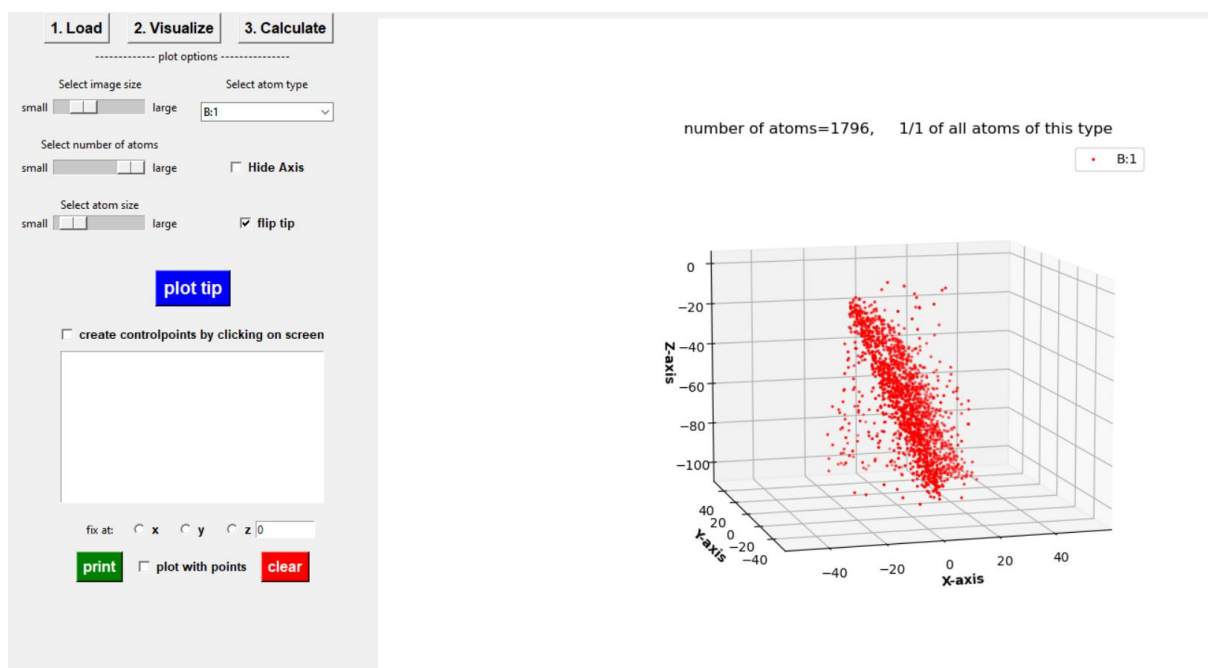 1. Load 2. Visualize 3. Calculate
------------- plot options ---------------
Select image size Select atom type
small large B:1
Select number of atoms
small large Hide Axis
Select atom size
small large flip tip
plot tip
create controlpoints by clicking on screen
fix at: x y z 0
print plot with points clear
number of atoms=1796, 1/1 of all atoms of this type
B:1
0
−20
−40
−60
−80
−100
Z-axis
40
20
0
−20
−40
Y-axis
−40 −20 0 20 40
X-axis